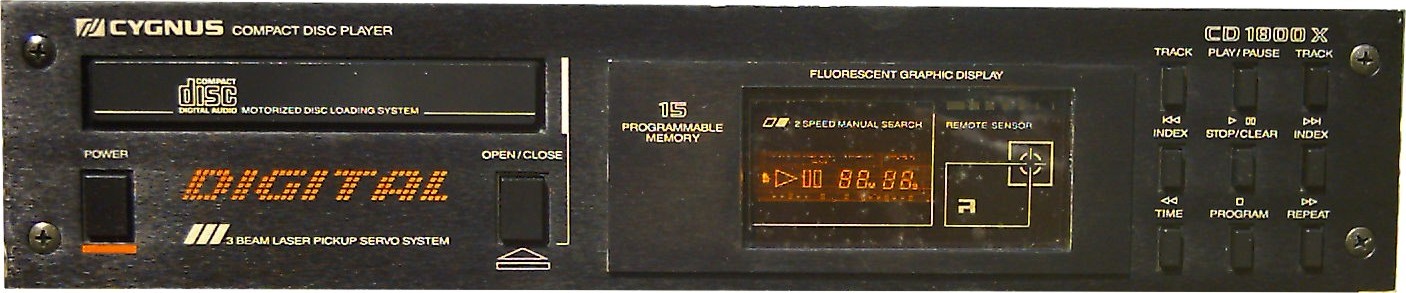 CYGNUS COMPACT DISC PLAYER
CD 1800 X
COMPACT
disc
DIGITAL AUDIO
MOTORIZED DISC LOADING SYSTEM
POWER
OPEN/CLOSE
DIGITAL
3 BEAM LASER PICKUP SERVO SYSTEM
FLUORESCENT GRAPHIC DISPLAY
15
PROGRAMMABLE
MEMORY
2 SPEED MANUAL SEARCH
REMOTE SENSOR
88 88
R
TRACK PLAY/PAUSE TRACK
INDEX STOP/CLEAR INDEX
TIME PROGRAM REPEAT